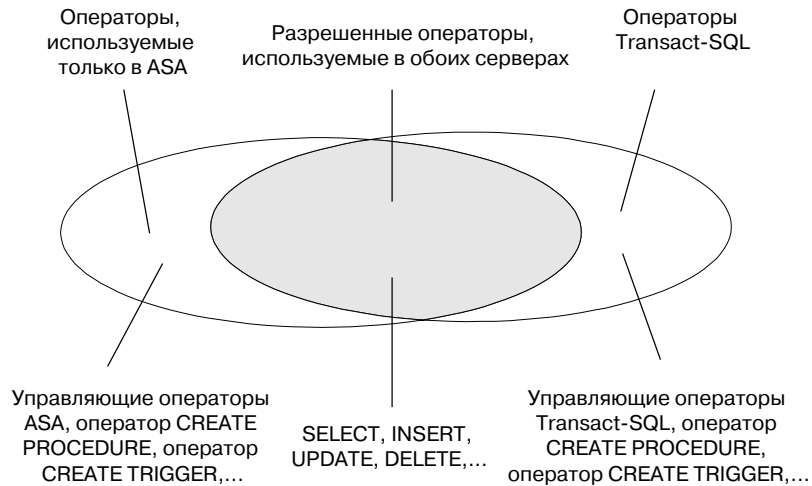 Операторы,
используемые
только в ASA
Разрешенные операторы,
используемые в обоих серверах
Операторы
Transact-SQL
Управляющие операторы
ASA, оператор CREATE
PROCEDURE, оператор
CREATE TRIGGER,...
SELECT, INSERT,
UPDATE, DELETE,...
Управляющие операторы
Transact-SQL, оператор
CREATE PROCEDURE,
оператор CREATE TRIGGER,...